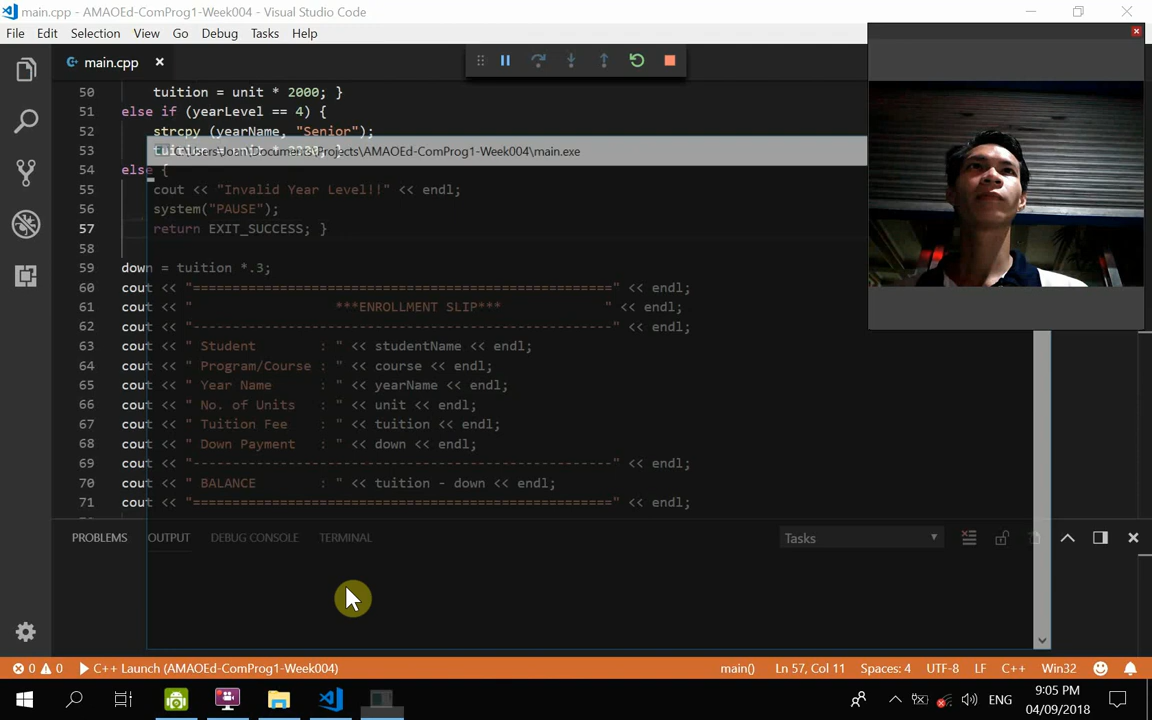 main.cpp - AMAOEd-ComProg1-Week004 - Visual Studio Code
File Edit Selection View Go Debug Tasks Help
main.cpp
50 tuition = unit * 2000; }
51 else if (yearLevel == 4) {
52 strcpy (yearName, "Senior");
C:\Users\Joan\Documents\Projects\AMAOEd-ComProg1-Week004\main.exe
53 tuition = unit *
54 else {
55 cout << "Invalid Year Level!!" << endl;
56 system("PAUSE");
57 return EXIT_SUCCESS; }
58
59 down = tuition *.3;
60 cout << "======================================================" << endl;
61 cout << " ***ENROLLMENT SLIP*** " << endl;
62 cout << "------------------------------------------------------" << endl;
63 cout << " Student : " << studentName << endl;
64 cout << " Program/Course : " << course << endl;
65 cout << " Year Name : " << yearName << endl;
66 cout << " No. of Units : " << unit << endl;
67 cout << " Tuition Fee : " << tuition << endl;
68 cout << " Down Payment : " << down << endl;
69 cout << "------------------------------------------------------" << endl;
70 cout << " BALANCE : " << tuition - down << endl;
71 cout << "======================================================" << endl;
PROBLEMS OUTPUT DEBUG CONSOLE TERMINAL Tasks
0 0 C++ Launch (AMAOEd-ComProg1-Week004) main() Ln 57, Col 11 Spaces: 4 UTF-8 LF C++ Win32
ENG 9:05 PM
04/09/2018